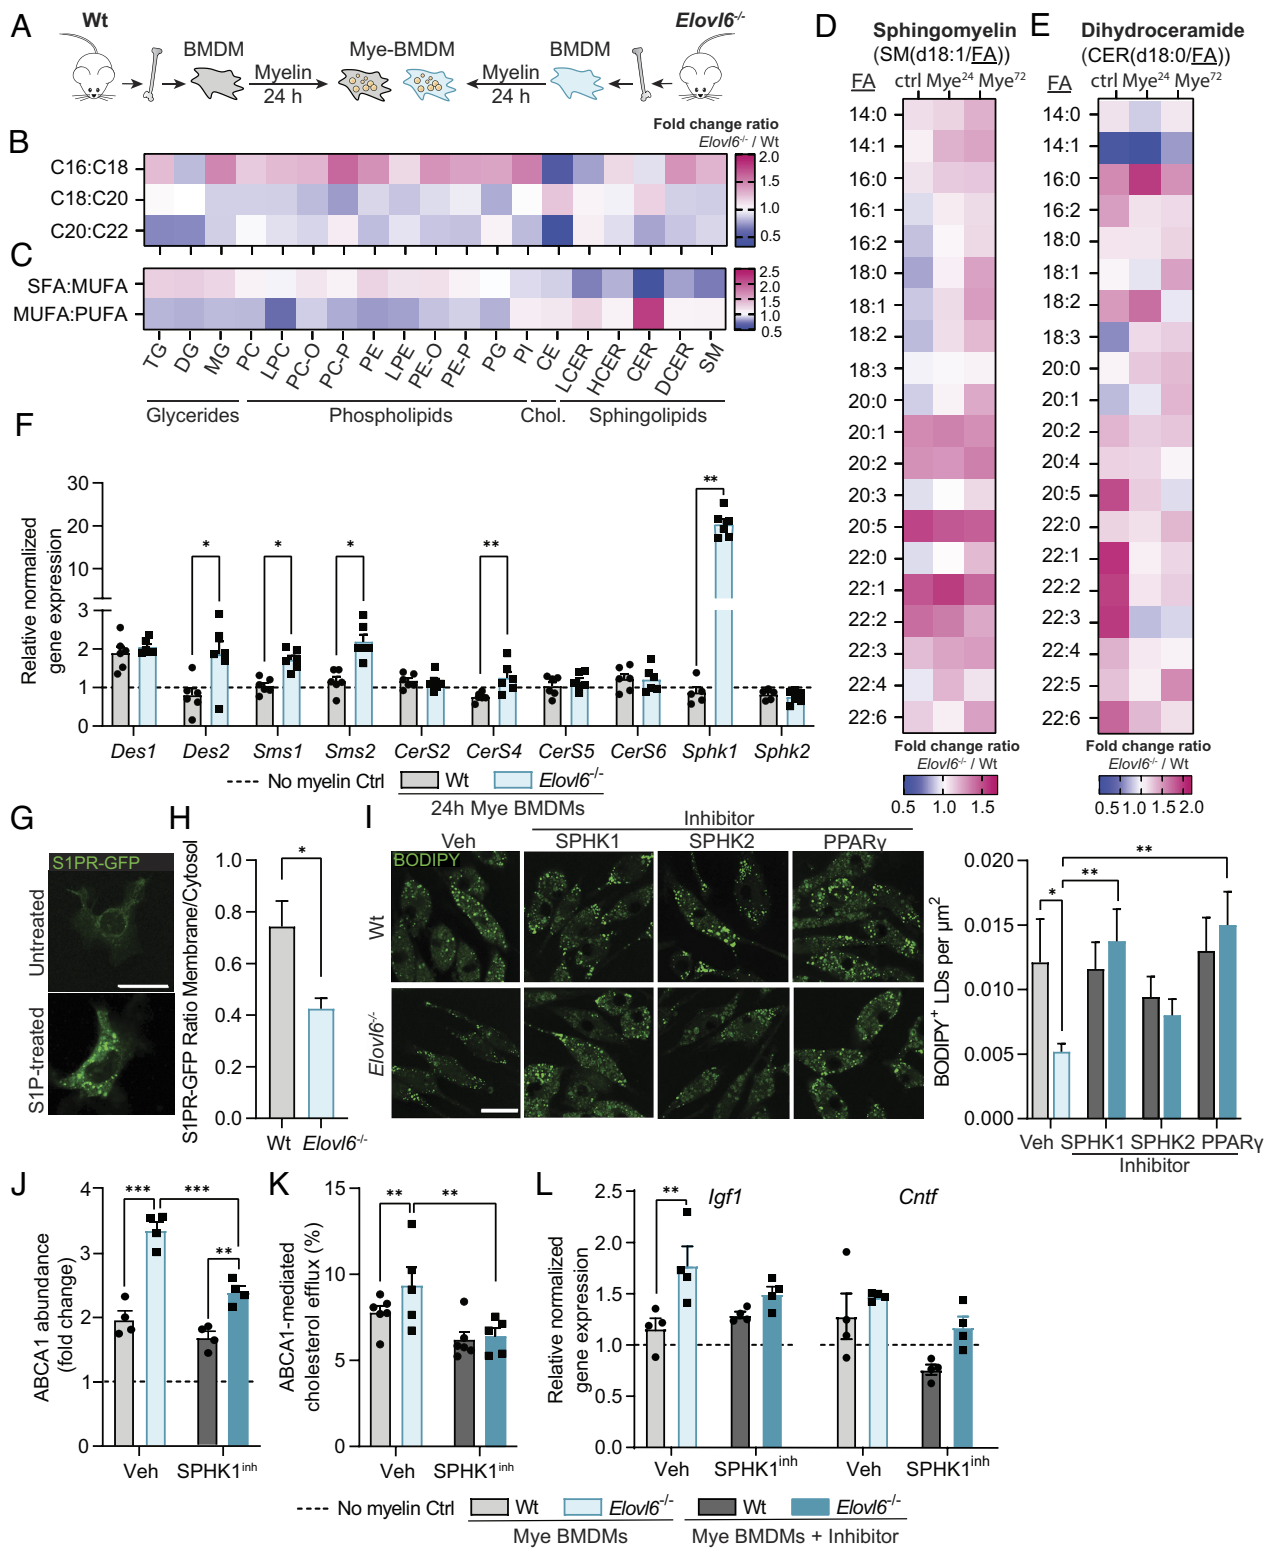 A
Wt
Elovl6-/-
BMDM
Mye-BMDM
BMDM
Myelin
24 h
Myelin
24 h
B
Fold change ratio
Elovl6-/- / Wt
C16:C18
C18:C20
C20:C22
2.0
1.5
1.0
0.5
C
SFA:MUFA
MUFA:PUFA
2.5
2.0
1.5
1.0
0.5
TG
DG
MG
PC
LPC
PC-O
PC-P
PE
LPE
PE-O
PE-P
PG
PI
CE
LCER
HCER
CER
DCER
SM
Glycerides
Phospholipids
Chol.
Sphingolipids
D
Sphingomyelin
(SM(d18:1/FA))
FA
ctrl Mye24 Mye72
14:0
14:1
16:0
16:1
16:2
18:0
18:1
18:2
18:3
20:0
20:1
20:2
20:3
20:5
22:0
22:1
22:2
22:3
22:4
22:6
Fold change ratio
Elovl6-/- / Wt
0.5 1.0 1.5
E
Dihydroceramide
(CER(d18:0/FA))
FA
ctrl Mye24 Mye72
14:0
14:1
16:0
16:2
18:0
18:1
18:2
18:3
20:0
20:1
20:2
20:4
20:5
22:0
22:1
22:2
22:3
22:4
22:5
22:6
Fold change ratio
Elovl6-/- / Wt
0.5 1.0 1.5 2.0
F
Relative normalized
gene expression
30
20
10
3
2
1
0
*
*
*
**
**
Des1
Des2
Sms1
Sms2
CerS2
CerS4
CerS5
CerS6
Sphk1
Sphk2
No myelin Ctrl
Wt
Elovl6-/-
24h Mye BMDMs
G
S1PR-GFP
Untreated
S1P-treated
H
S1PR-GFP Ratio Membrane/Cytosol
1.0
0.8
0.6
0.4
0.2
0.0
*
Wt
Elovl6-/-
I
Inhibitor
Veh
SPHK1
SPHK2
PPARγ
BODIPY
Wt
Elovl6-/-
BODIPY+ LDs per µm2
0.020
0.015
0.010
0.005
0.000
*
**
**
Veh
SPHK1
SPHK2
PPARγ
Inhibitor
J
ABCA1 abundance
(fold change)
4
3
2
1
0
***
***
**
Veh
SPHK1inh
K
ABCA1-mediated
cholesterol efflux (%)
15
10
5
0
**
**
Veh
SPHK1inh
L
Relative normalized
gene expression
2.5
2.0
1.5
1.0
0.5
0.0
**
Igf1
Cntf
Veh
SPHK1inh
Veh
SPHK1inh
No myelin Ctrl
Wt
Elovl6-/-
Wt
Elovl6-/-
Mye BMDMs
Mye BMDMs + Inhibitor